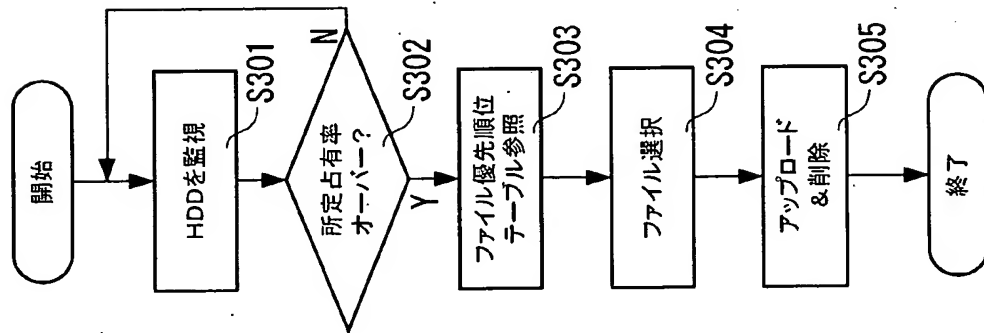 開始
HDDを監視
S301
所定占有率
オーバー?
N
S302
Y
ファイル優先順位
テーブル参照
S303
ファイル選択
S304
アップロード
&削除
S305
終了